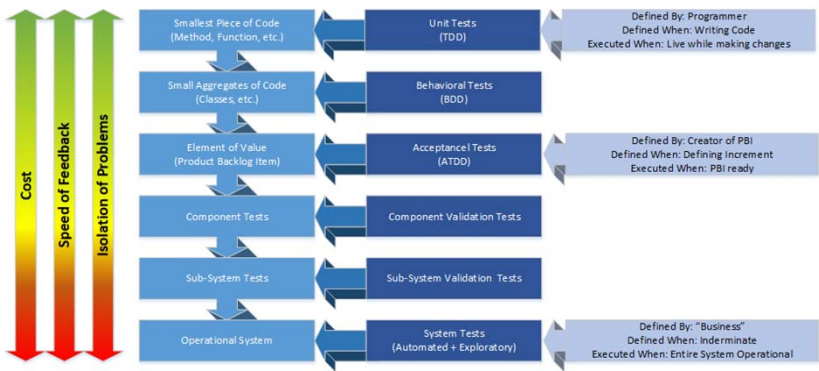 Cost
Speed of Feedback
Isolation of Problems
Smallest Piece of Code
(Method, Function, etc.)
Unit Tests
(TDD)
Defined By: Programmer
Defined When: Writing Code
Executed When: Live while making changes
Small Aggregates of Code
(Classes, etc.)
Behavioral Tests
(BDD)
Element of Value
(Product Backlog Item)
Acceptancel Tests
(ATDD)
Defined By: Creator of PBI
Defined When: Defining Increment
Executed When: PBI ready
Component Tests
Component Validation Tests
Sub-System Tests
Sub-System Validation Tests
Operational System
System Tests
(Automated + Exploratory)
Defined By: "Business"
Defined When: Inderminate
Executed When: Entire System Operational